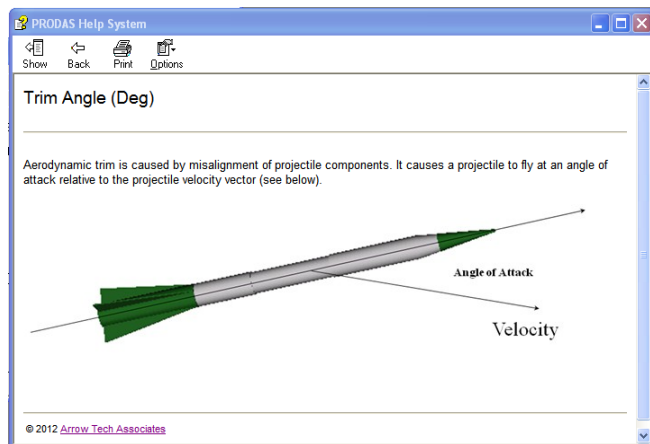 PRODAS Help System
Show Back Print Options
Trim Angle (Deg)
Aerodynamic trim is caused by misalignment of projectile components. It causes a projectile to fly at an angle of
attack relative to the projectile velocity vector (see below).
Angle of Attack
Velocity
© 2012 Arrow Tech Associates